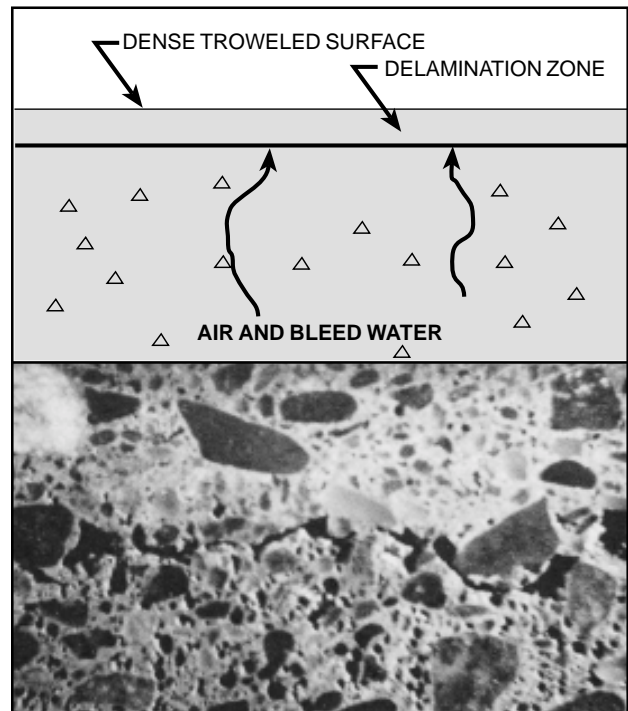 DENSE TROWELED SURFACE
DELAMINATION ZONE
AIR AND BLEED WATER